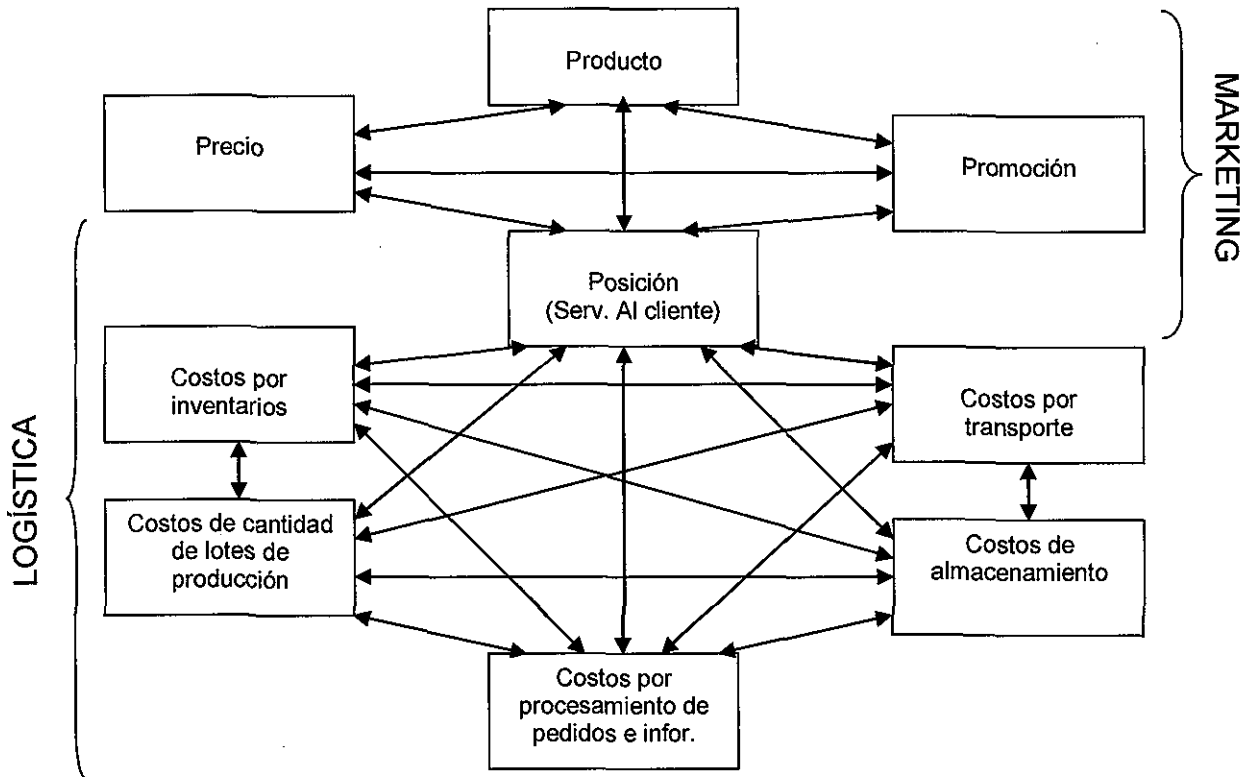 Producto
MARKETING
Precio
Promoción
Posición
(Serv. Al cliente)
LOGÍSTICA
Costos por
inventarios
Costos por
transporte
Costos de cantidad
de lotes de
producción
Costos de
almacenamiento
Costos por
procesamiento de
pedidos e infor.